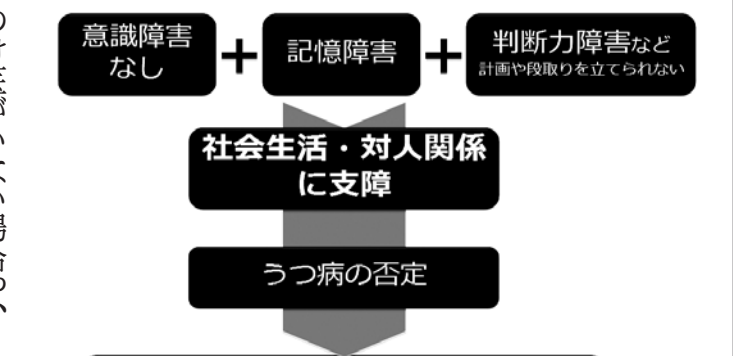 意識障害
なし
+
記憶障害
+
判断力障害など
計画や段取りを立てられない
社会生活・対人関係
に支障
うつ病の否定